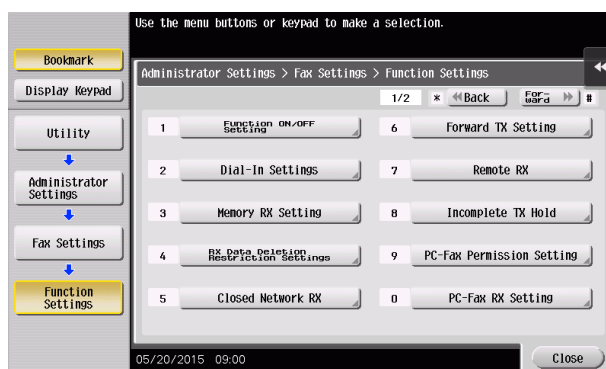 Use the menu buttons or keypad to make a selection.
Bookmark
Display Keypad
Utility
Administrator
Settings
Fax Settings
Function
Settings
Administrator Settings > Fax Settings > Function Settings
1/2 * Back For-
ward #
1 Function ON/OFF
Setting
2 Dial-In Settings
3 Memory RX Setting
4 RX Data Deletion
Restriction Settings
5 Closed Network RX
6 Forward TX Setting
7 Remote RX
8 Incomplete TX Hold
9 PC-Fax Permission Setting
0 PC-Fax RX Setting
05/20/2015 09:00
Close